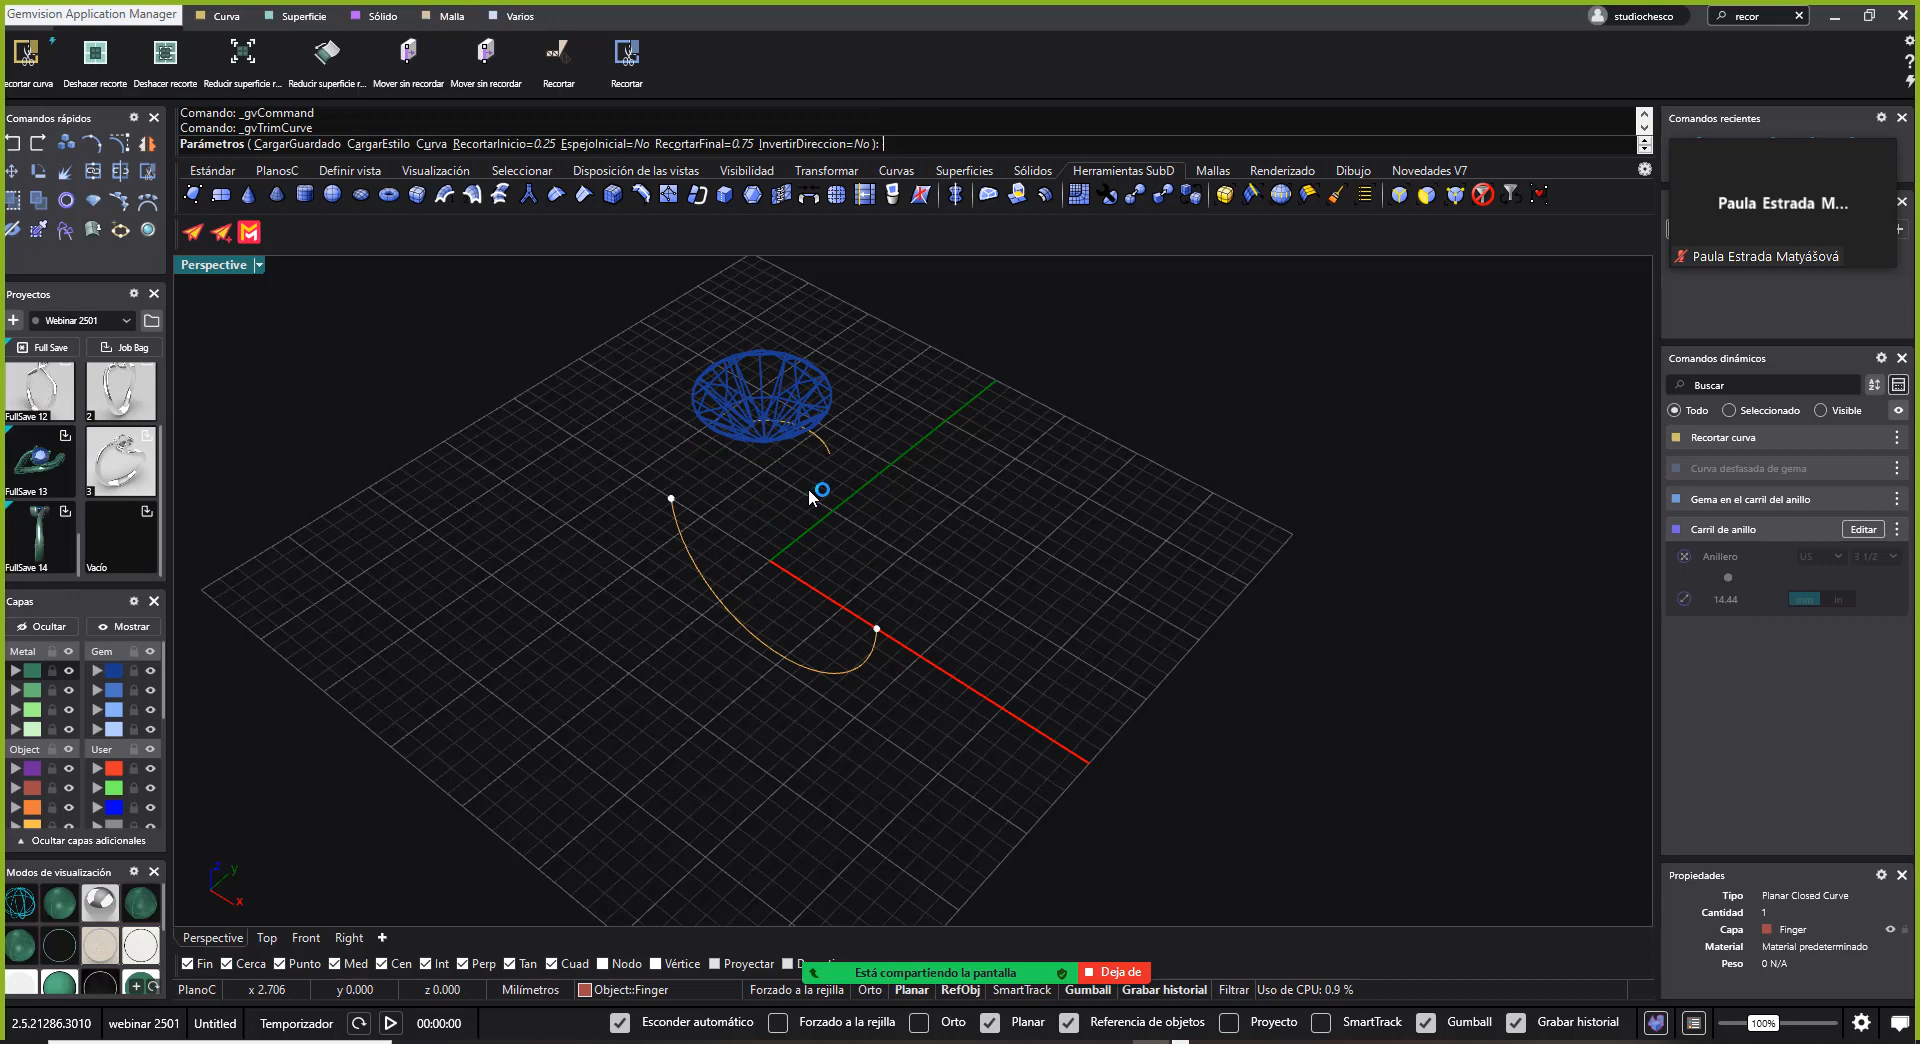 Gemvision Application Manager
Curva
Superficie
Sólido
Malla
Varios
studiochesco
recor
ecortar curva
Deshacer recorte
Deshacer recorte
Reducir superficie r...
Reducir superficie r...
Mover sin recordar
Mover sin recordar
Recortar
Recortar
Comandos rápidos
Comando: _gvCommand
Comando: _gvTrimCurve
Parámetros ( CargarGuardado CargarEstilo Curva RecortarInicio=0.25 EspejoInicial=No RecortarFinal=0.75 InvertirDireccion=No ):
Estándar
PlanosC
Definir vista
Visualización
Seleccionar
Disposición de las vistas
Visibilidad
Transformar
Curvas
Superficies
Sólidos
Herramientas SubD
Mallas
Renderizado
Dibujo
Novedades V7
Perspective
Proyectos
Webinar 2501
Full Save
Job Bag
FullSave 12
2
FullSave 13
3
FullSave 14
Vacío
Capas
Ocultar
Mostrar
Metal
Gem
Object
User
Ocultar capas adicionales
Modos de visualización
z
y
x
Comandos recientes
Paula Estrada M...
Paula Estrada Matyášová
Comandos dinámicos
Buscar
Todo
Seleccionado
Visible
Recortar curva
Curva desfasada de gema
Gema en el carril del anillo
Carril de anillo
Editar
Anillero
US
3 1/2
14.44
mm
in
Propiedades
Tipo Planar Closed Curve
Cantidad 1
Capa Finger
Material Material predeterminado
Peso 0 N/A
Perspective
Top
Front
Right
Fin
Cerca
Punto
Med
Cen
Int
Perp
Tan
Cuad
Nodo
Vértice
Proyectar
Está compartiendo la pantalla
Deja de
PlanoC
x 2.706
y 0.000
z 0.000
Milímetros
Object::Finger
Forzado a la rejilla
Orto
Planar
RefObj
SmartTrack
Gumball
Grabar historial
Filtrar
Uso de CPU: 0.9 %
2.5.21286.3010
webinar 2501
Untitled
Temporizador
00:00:00
Esconder automático
Forzado a la rejilla
Orto
Planar
Referencia de objetos
Proyecto
SmartTrack
Gumball
Grabar historial
100%